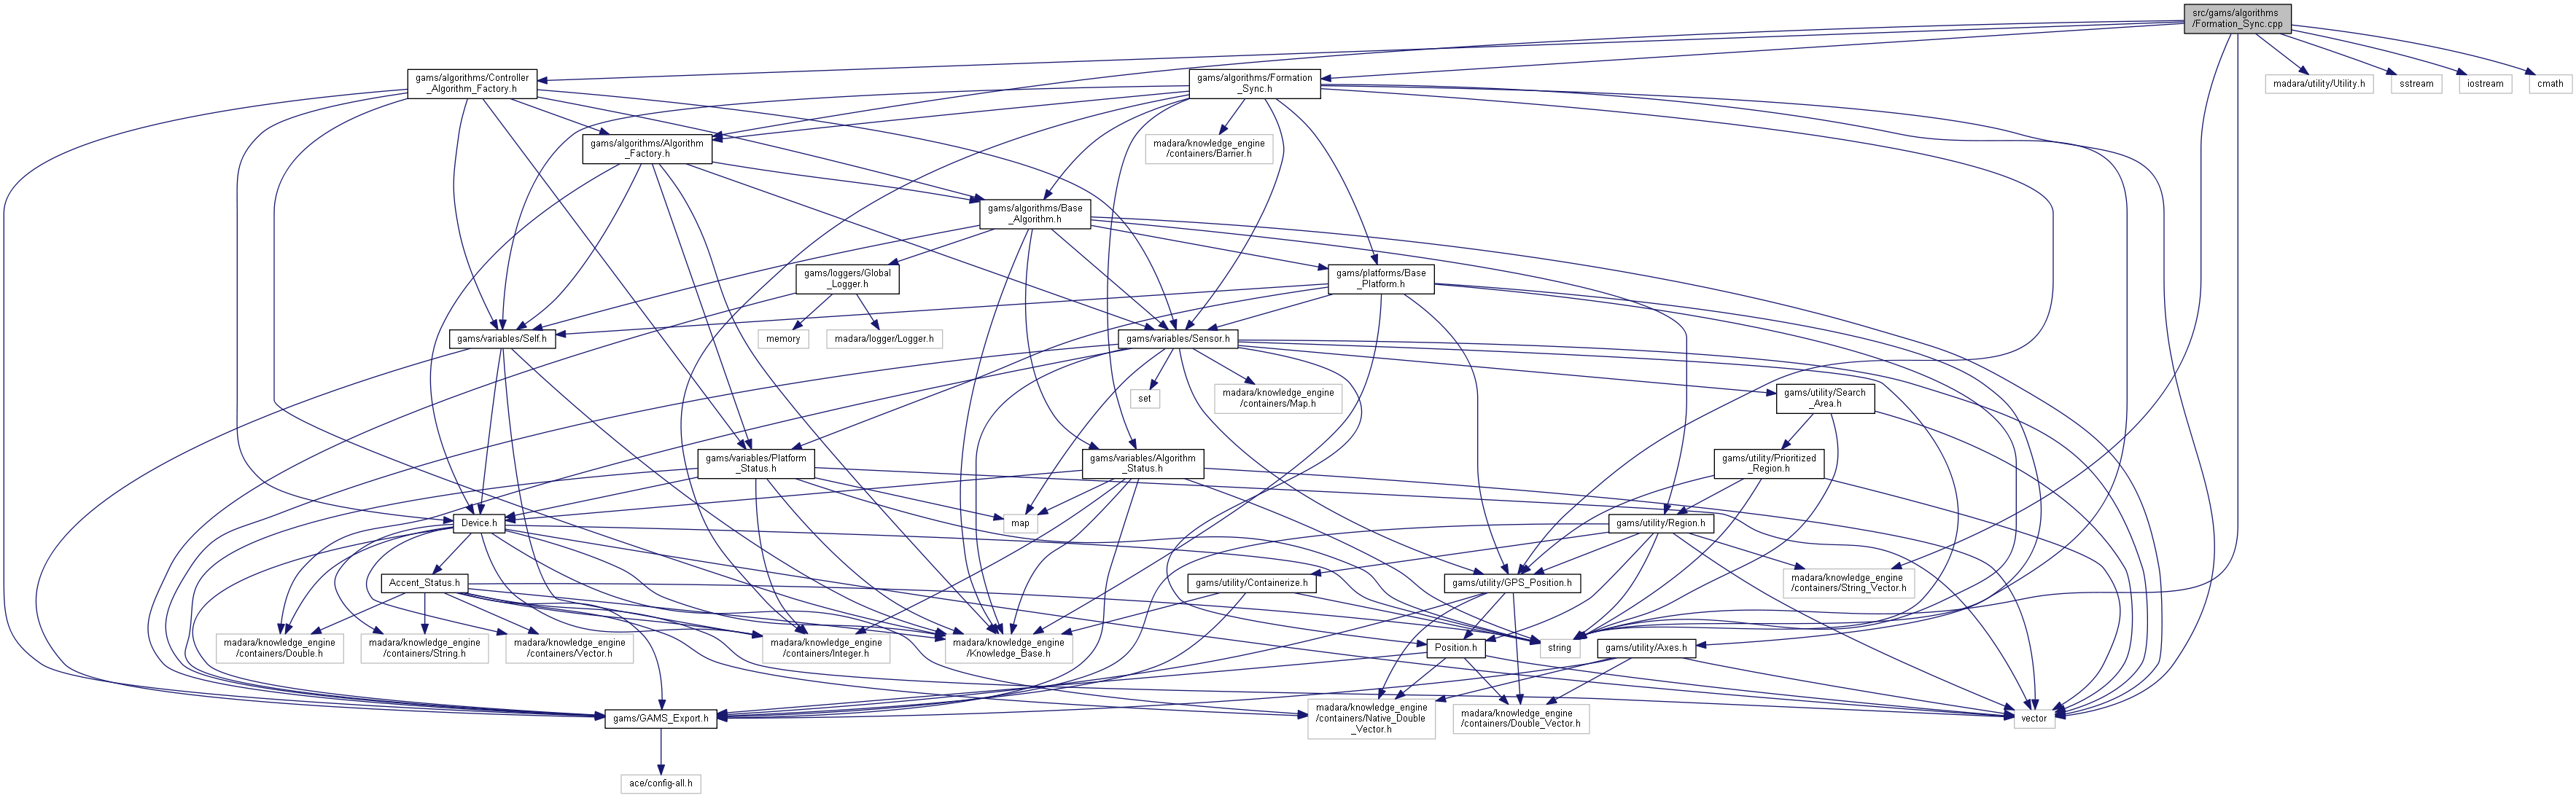 src/gams/algorithms
/Formation_Sync.cpp
gams/algorithms/Controller
_Algorithm_Factory.h
gams/algorithms/Formation
_Sync.h
madara/utility/Utility.h
sstream
iostream
cmath
gams/algorithms/Algorithm
_Factory.h
madara/knowledge_engine
/containers/Barrier.h
gams/algorithms/Base
_Algorithm.h
gams/loggers/Global
_Logger.h
gams/platforms/Base
_Platform.h
gams/variables/Self.h
memory
madara/logger/Logger.h
gams/variables/Sensor.h
set
madara/knowledge_engine
/containers/Map.h
gams/utility/Search
_Area.h
gams/variables/Platform
_Status.h
gams/variables/Algorithm
_Status.h
gams/utility/Prioritized
_Region.h
Device.h
map
gams/utility/Region.h
Accent_Status.h
gams/utility/Containerize.h
gams/utility/GPS_Position.h
madara/knowledge_engine
/containers/String_Vector.h
madara/knowledge_engine
/containers/Double.h
madara/knowledge_engine
/containers/String.h
madara/knowledge_engine
/containers/Vector.h
madara/knowledge_engine
/containers/Integer.h
madara/knowledge_engine
/Knowledge_Base.h
Position.h
string
gams/utility/Axes.h
gams/GAMS_Export.h
madara/knowledge_engine
/containers/Native_Double
_Vector.h
madara/knowledge_engine
/containers/Double_Vector.h
vector
ace/config-all.h